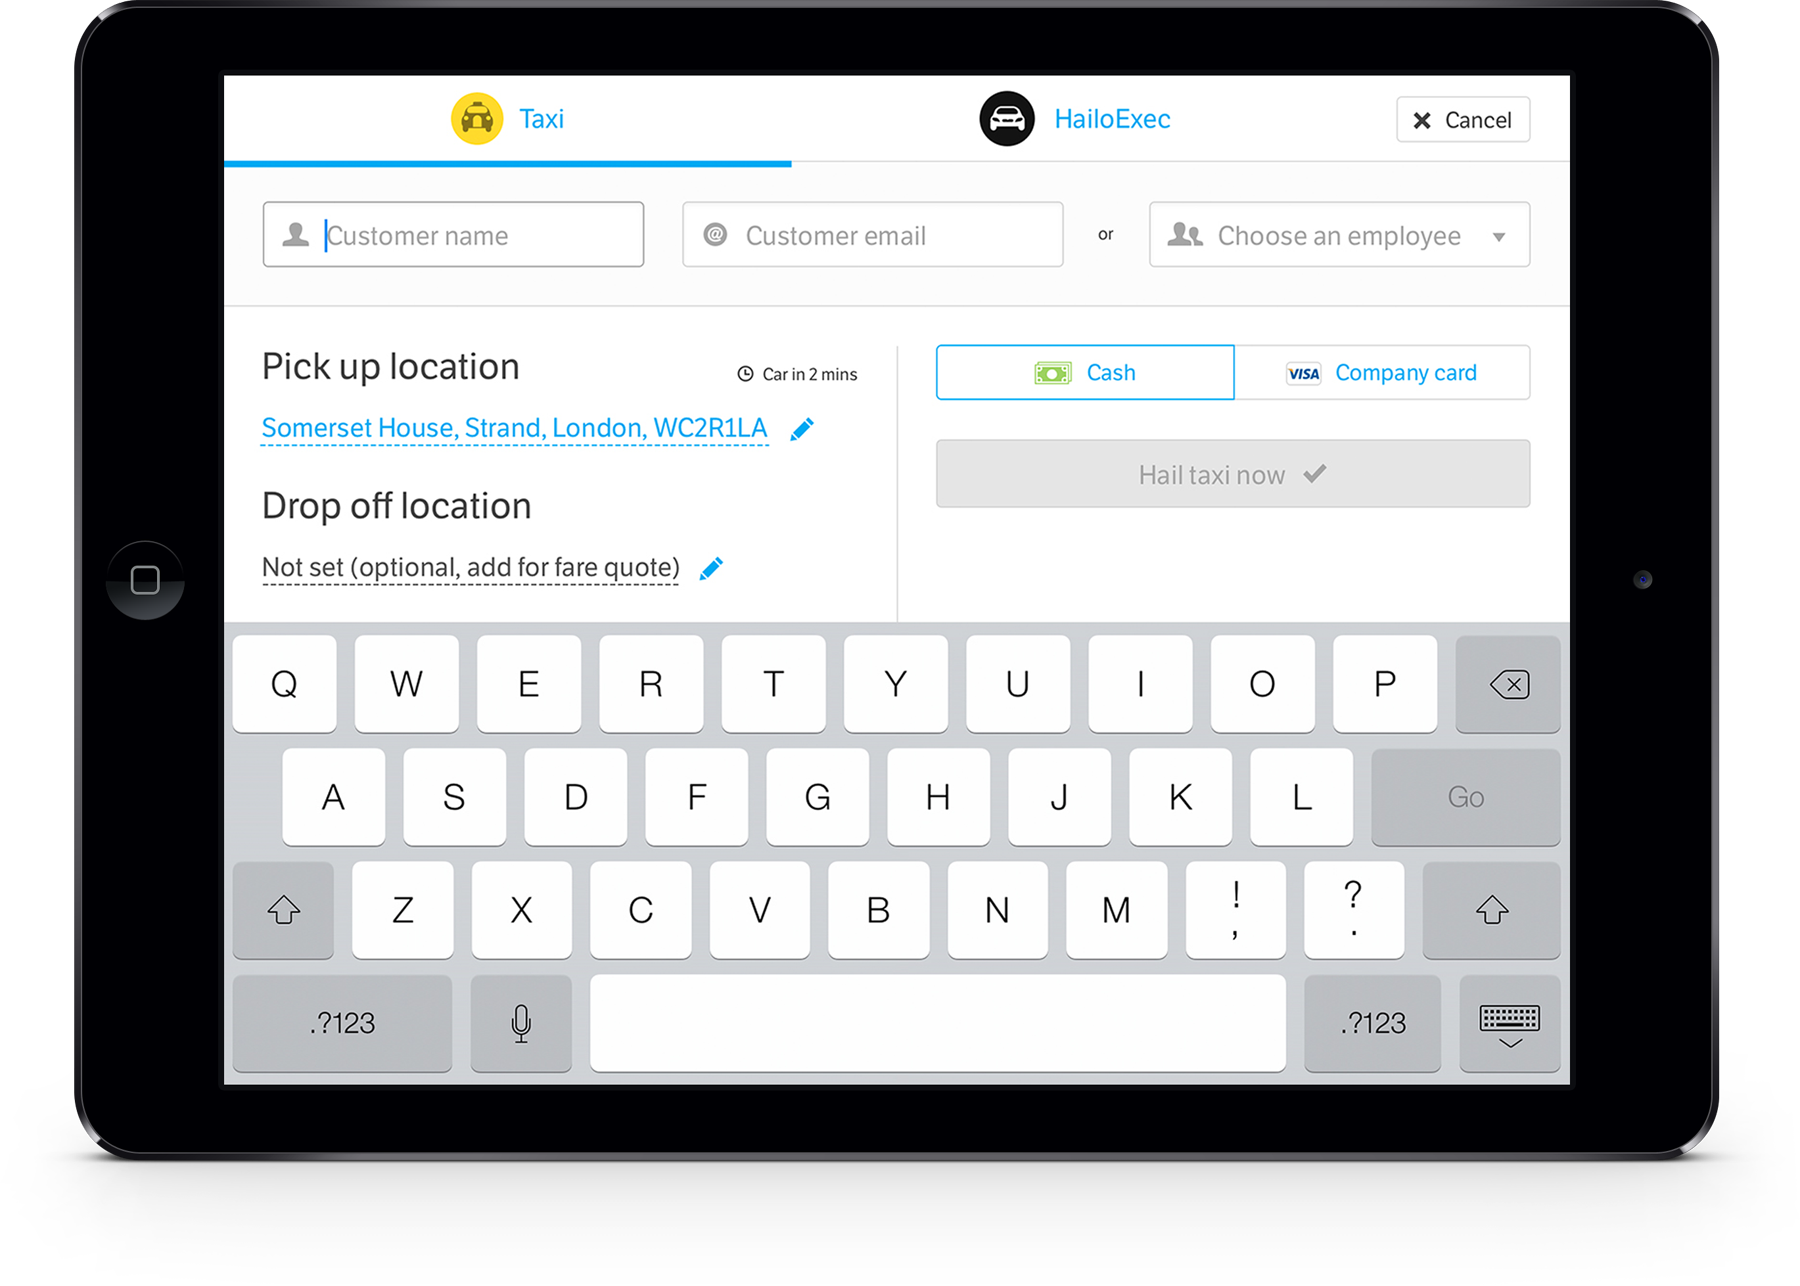 Taxi
HailoExec
Cancel
Customer name
Customer email
or
Choose an employee
Pick up location
Car in 2 mins
Somerset House, Strand, London, WC2R1LA
Drop off location
Not set (optional, add for fare quote)
Cash
VISA Company card
Hail taxi now
Q W E R T Y U I O P
A S D F G H J K L Go
Z X C V B N M ! , ? .
.?123 .?123